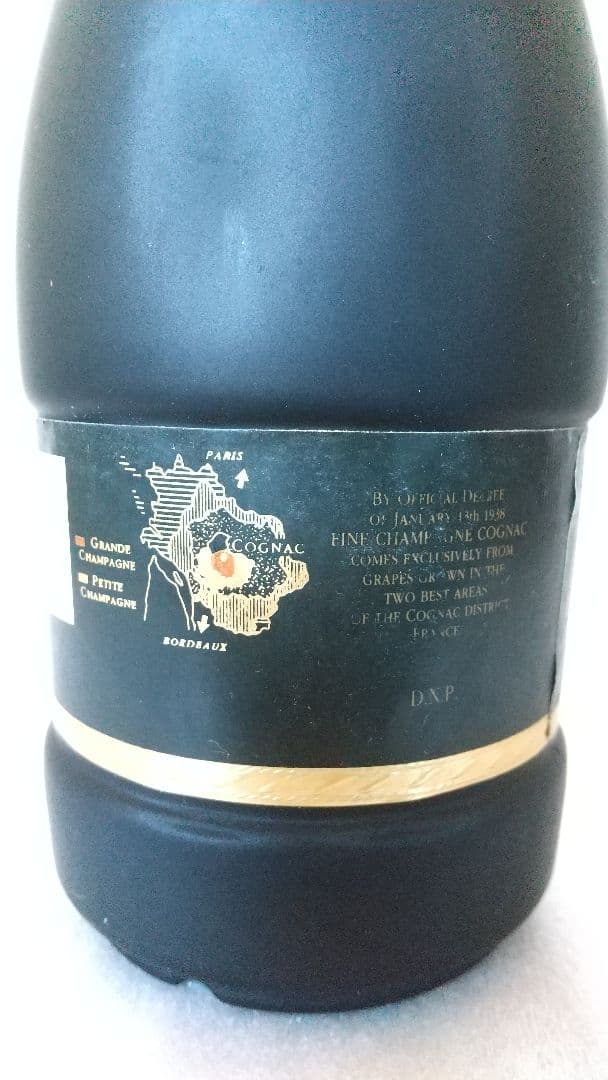 PARIS
COGNAC
GRANDE
CHAMPAGNE
PETITE
CHAMPAGNE
BORDEAUX
BY OFFICIAL DECREE
OF JANUARY 13th 1938
FINE CHAMPAGNE COGNAC
COMES EXCLUSIVELY FROM
GRAPES GROWN IN THE
TWO BEST AREAS
OF THE COGNAC DISTRICT
FRANCE
D.N.P.